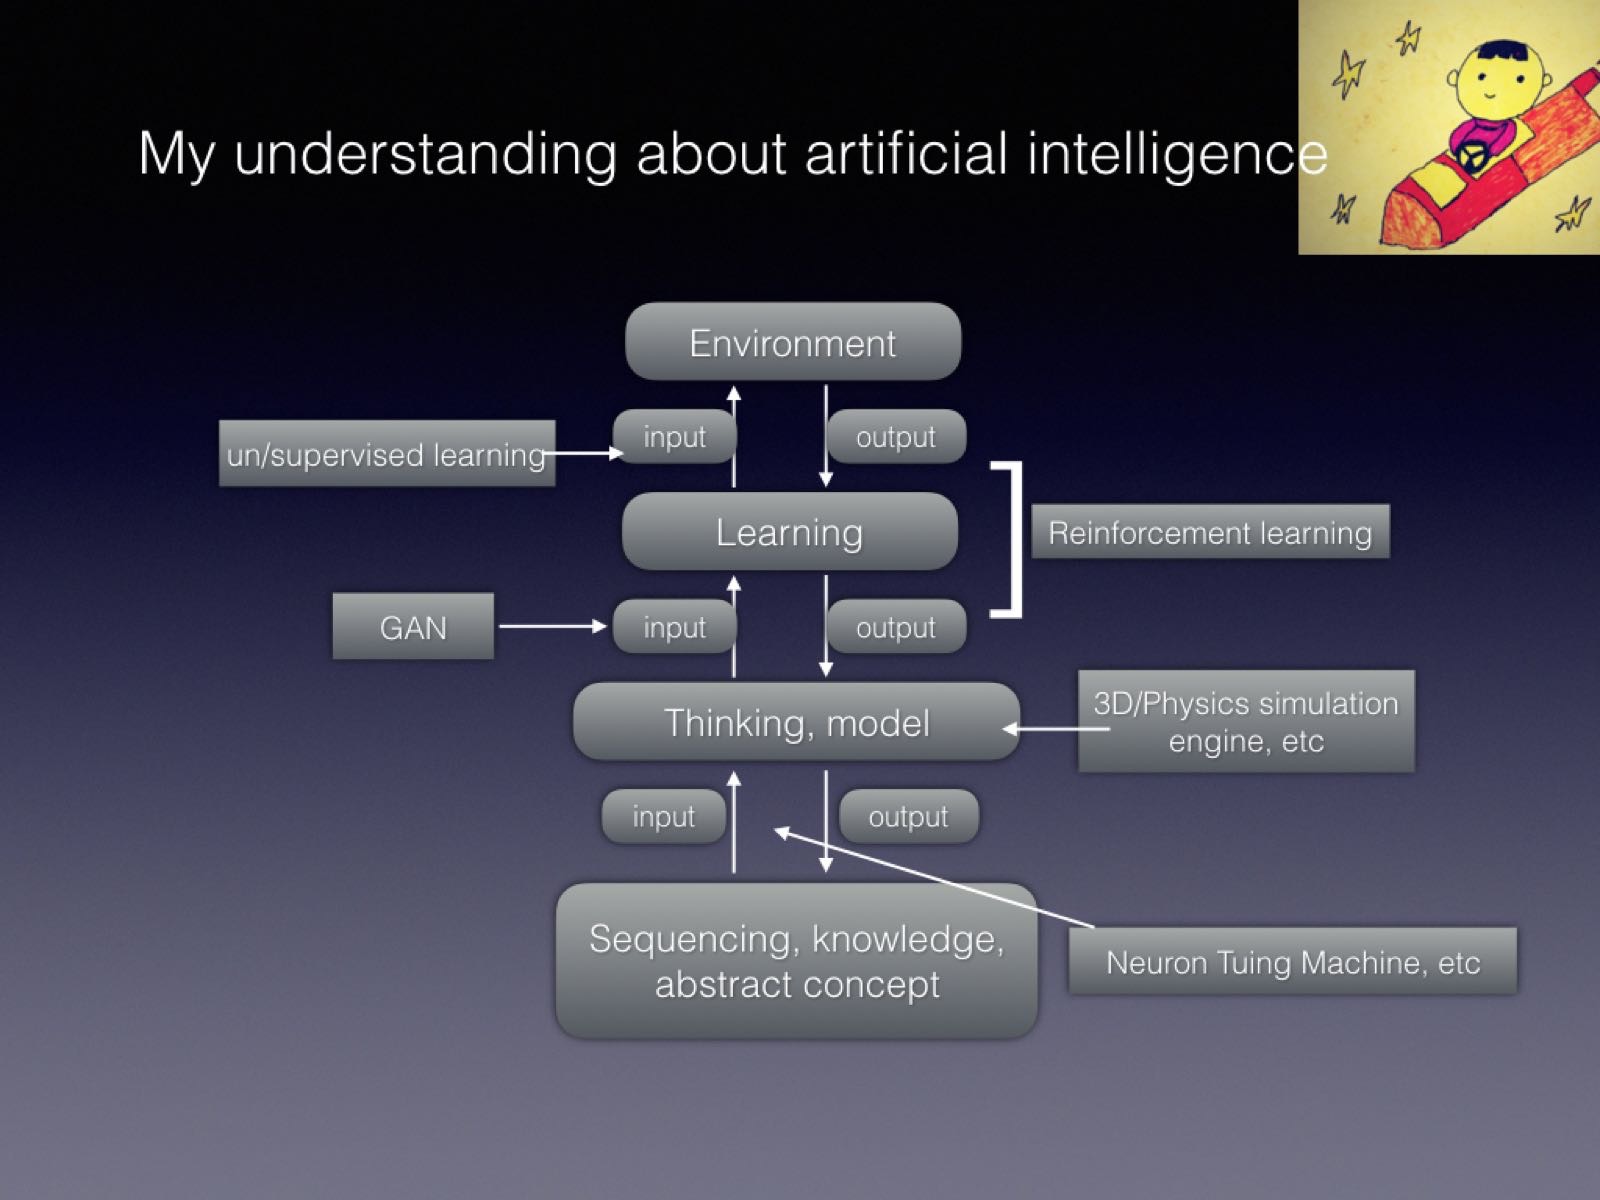 My understanding about artificial intelligence
Environment
input
output
un/supervised learning
Learning
Reinforcement learning
GAN
input
output
Thinking, model
3D/Physics simulation
engine, etc
input
output
Sequencing, knowledge,
abstract concept
Neuron Tuing Machine, etc